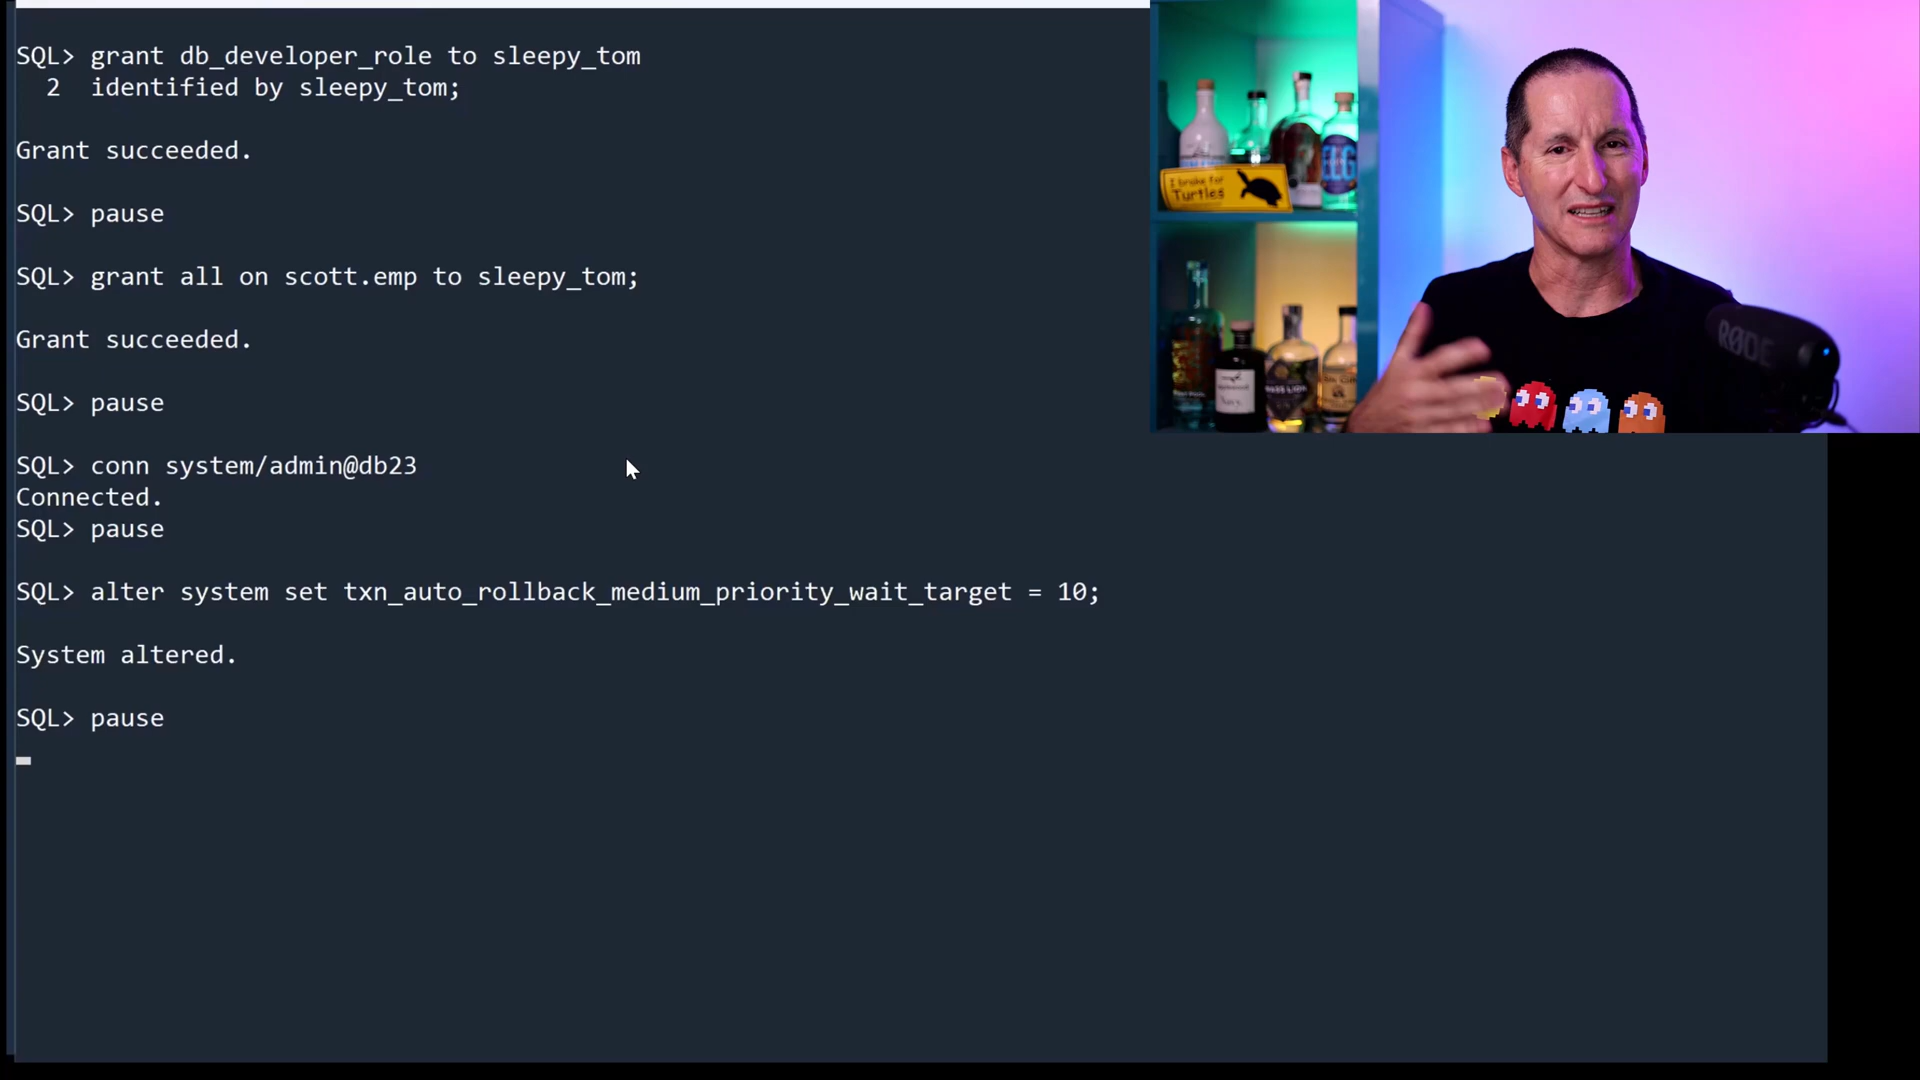 SQL> grant db_developer_role to sleepy_tom
2 identified by sleepy_tom;
Grant succeeded.
SQL> pause
SQL> grant all on scott.emp to sleepy_tom;
Grant succeeded.
SQL> pause
SQL> conn system/admin@db23
Connected.
SQL> pause
SQL> alter system set txn_auto_rollback_medium_priority_wait_target = 10;
System altered.
SQL> pause
I brake for
Turtles
RØDE